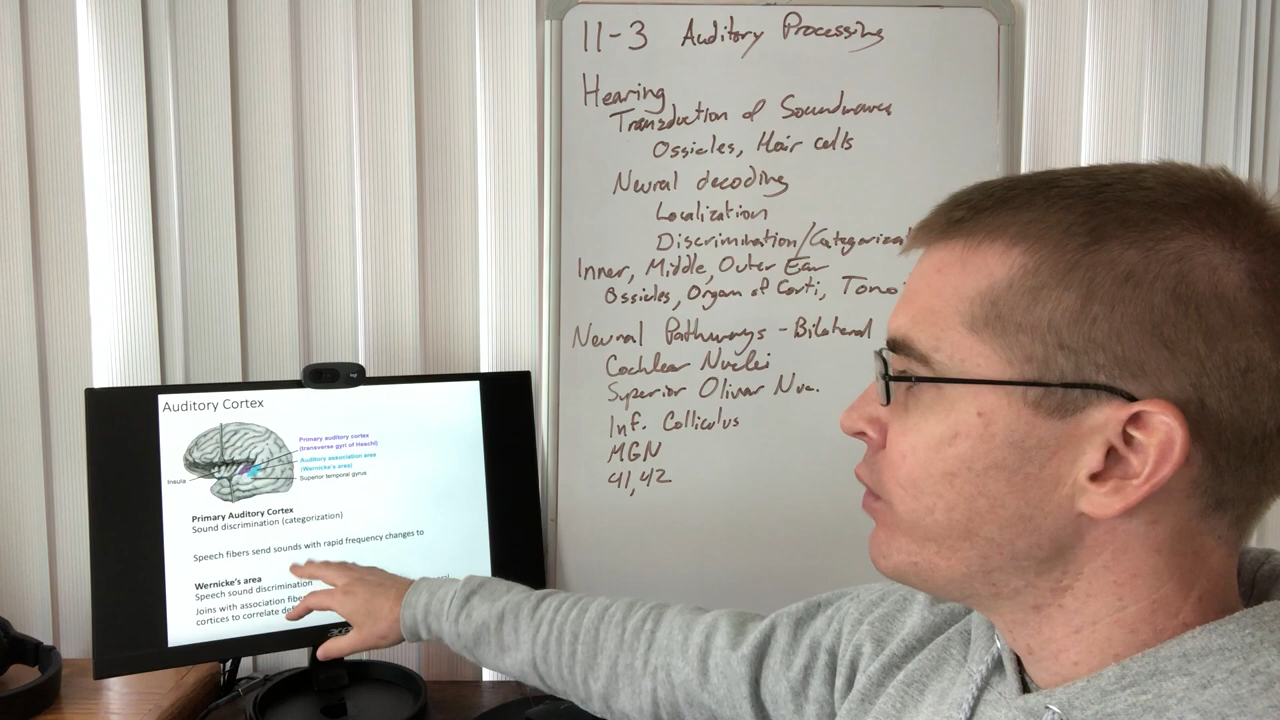 11-3 Auditory Processing
Hearing
Transduction of Soundwaves
Ossicles, Hair cells
Neural decoding
Localization
Discrimination/Categorizat
Inner, Middle, Outer Ear
Ossicles, Organ of Corti, Tono
Neural Pathways - Bilateral
Cochlear Nuclei
Superior Olivar Nuc.
Inf. Colliculus
MGN
41, 42
logi
Auditory Cortex
Primary auditory cortex
(transverse gyri of Heschl)
Auditory association area
(Wernicke's area)
Superior temporal gyrus
Insula
Primary Auditory Cortex
Sound discrimination (categorization)
Speech fibers send sounds with rapid frequency changes to
Wernicke's area
Speech sound discrimination
Joins with association
cortices to correlate
acer